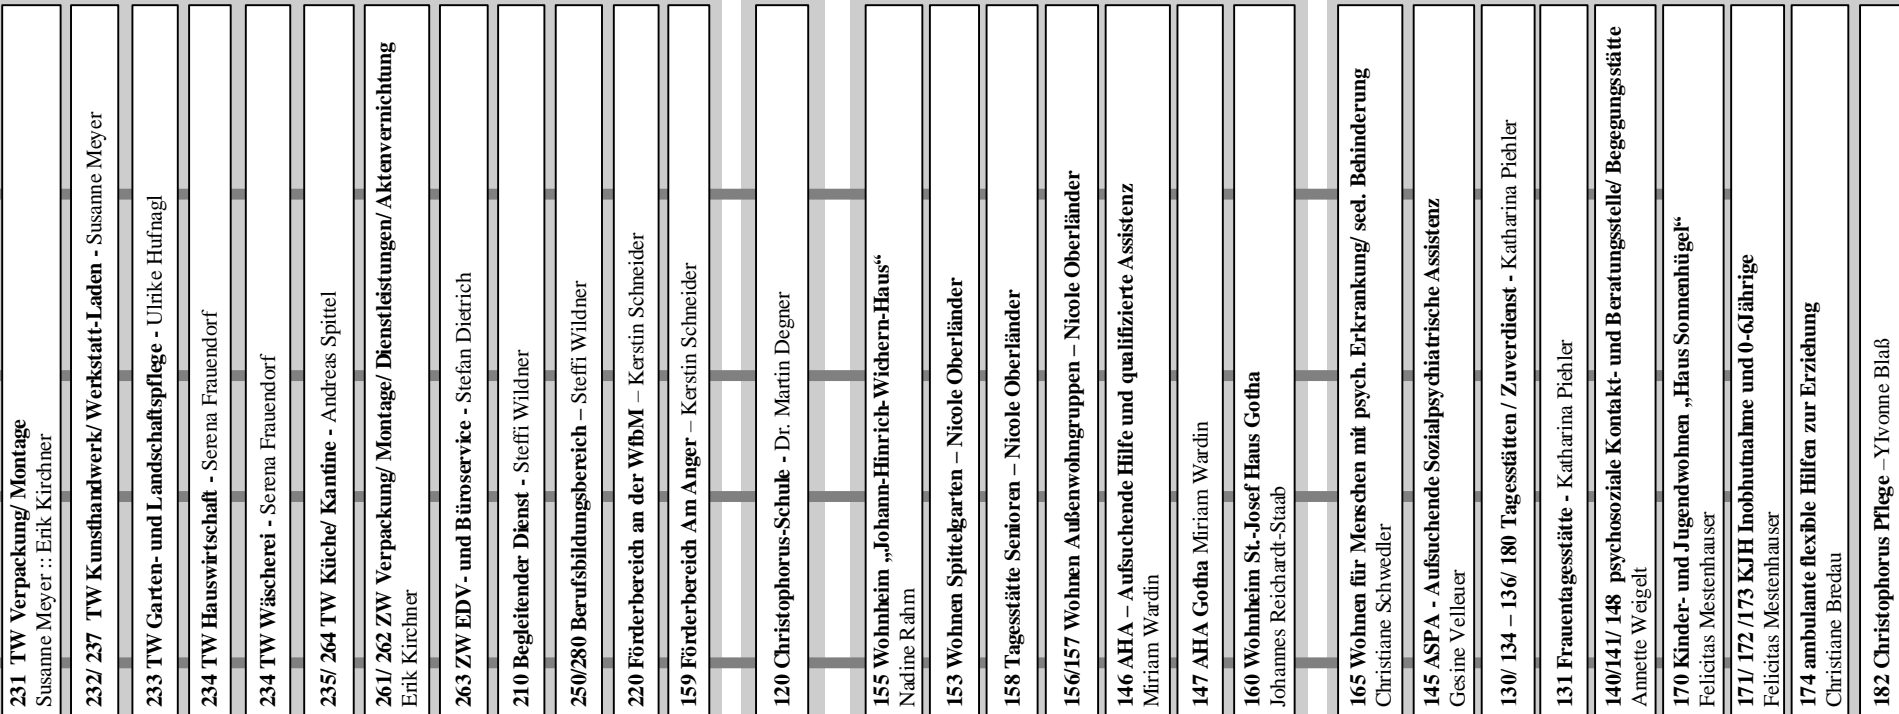 231 TW Verpackung/ Montage
Susanne Meyer :: Erik Kirchner
232/ 237 TW Kunsthandwerk/ Werkstatt-Laden - Susanne Meyer
233 TW Garten- und Landschaftspflege - Ulrike Hufnagl
234 TW Hauswirtschaft - Serena Frauendorf
234 TW Wäscherei - Serena Frauendorf
235/ 264 TW Küche/ Kantine - Andreas Spittel
261/ 262 ZW Verpackung/ Montage/ Dienstleistungen/ Aktenvernichtung
Erik Kirchner
263 ZW EDV- und Büroservice - Stefan Dietrich
210 Begleitender Dienst - Steffi Wildner
250/280 Berufsbildungsbereich – Steffi Wildner
220 Förderbereich an der WfbM – Kerstin Schneider
159 Förderbereich Am Anger – Kerstin Schneider
120 Christophorus-Schule - Dr. Martin Degner
155 Wohnheim „Johann-Hinrich-Wichern-Haus“
Nadine Rahm
153 Wohnen Spittelgarten – Nicole Oberländer
158 Tagesstätte Senioren – Nicole Oberländer
156/157 Wohnen Außenwohngruppen – Nicole Oberländer
146 AHA – Aufsuchende Hilfe und qualifizierte Assistenz
Miriam Wardin
147 AHA Gotha Miriam Wardin
160 Wohnheim St.-Josef Haus Gotha
Johannes Reichardt-Staab
165 Wohnen für Menschen mit psych. Erkrankung/ seel. Behinderung
Christiane Schwedler
145 ASPA - Aufsuchende Sozialpsychiatrische Assistenz
Gesine Velleuer
130/ 134 – 136/ 180 Tagesstätten / Zuverdienst - Katharina Piehler
131 Frauentagesstätte - Katharina Piehler
140/141/ 148 psychosoziale Kontakt- und Beratungsstelle/ Begegungsstätte
Annette Weigelt
170 Kinder- und Jugendwohnen „Haus Sonnenhügel“
Felicitas Mestenhauser
171/ 172 /173 KJH Inobhutnahme und 0-6Jährige
Felicitas Mestenhauser
174 ambulante flexible Hilfen zur Erziehung
Christiane Bredau
182 Christophorus Pflege – YIvonne Blaß